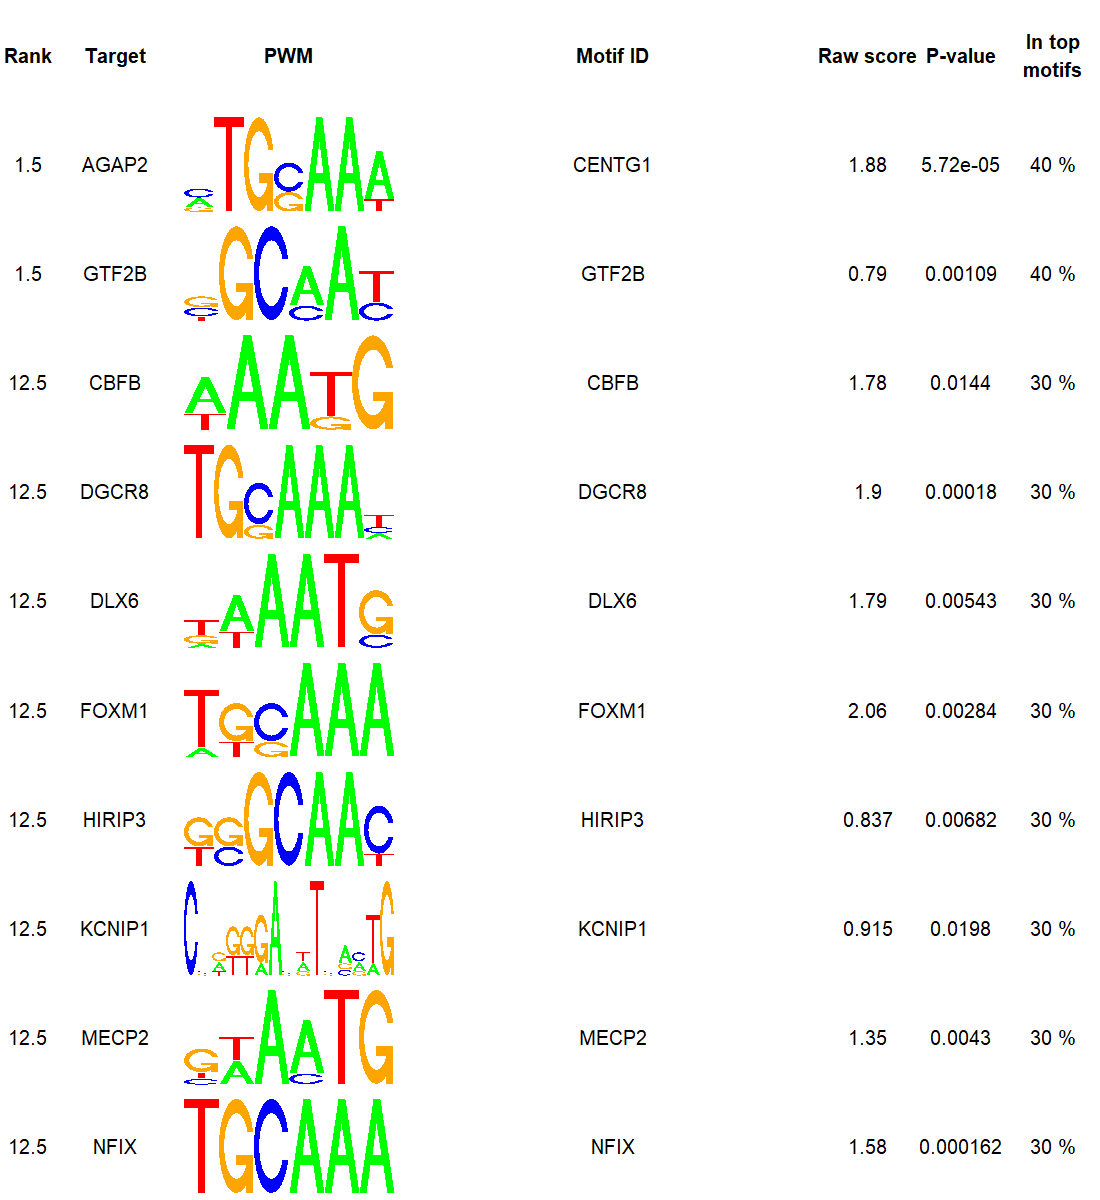 Rank Target PWM Motif ID Raw score P-value In top motifs
1.5 AGAP2 CENTG1 1.88 5.72e-05 40 %
1.5 GTF2B GTF2B 0.79 0.00109 40 %
12.5 CBFB CBFB 1.78 0.0144 30 %
12.5 DGCR8 DGCR8 1.9 0.00018 30 %
12.5 DLX6 DLX6 1.79 0.00543 30 %
12.5 FOXM1 FOXM1 2.06 0.00284 30 %
12.5 HIRIP3 HIRIP3 0.837 0.00682 30 %
12.5 KCNIP1 KCNIP1 0.915 0.0198 30 %
12.5 MECP2 MECP2 1.35 0.0043 30 %
12.5 NFIX TGCAAA NFIX 1.58 0.000162 30 %